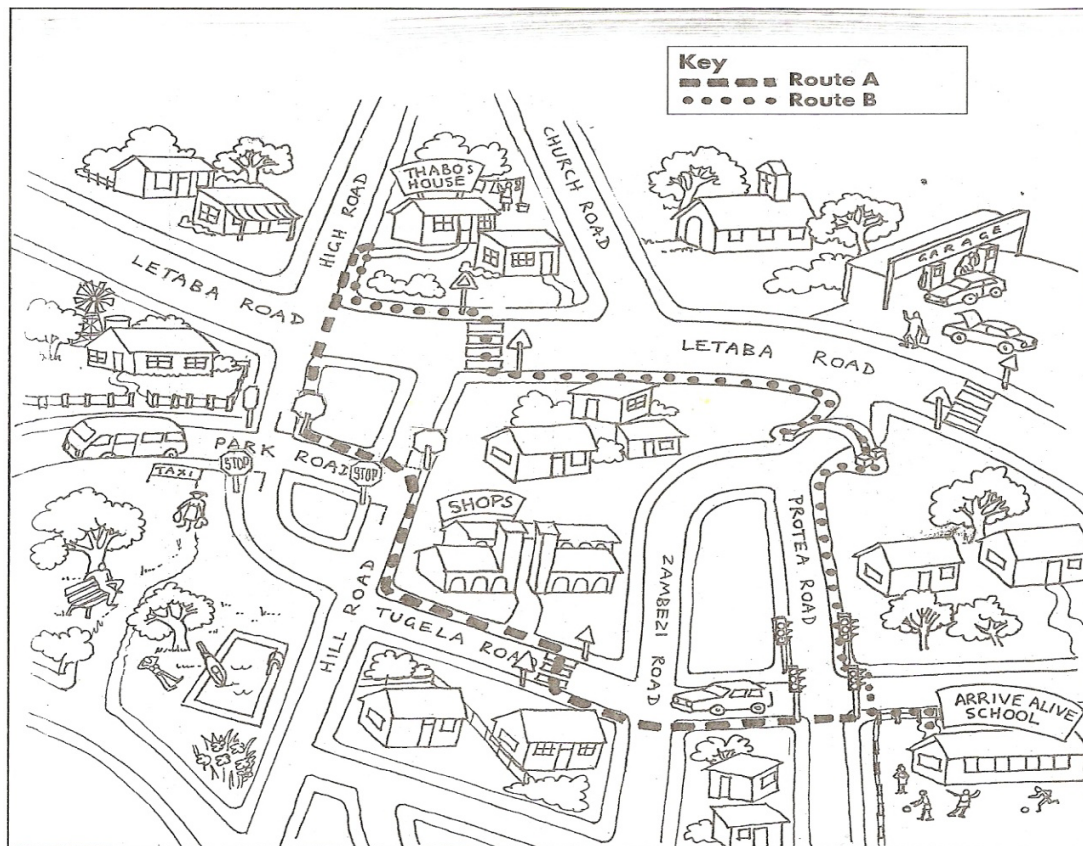 Key
Route A
Route B
THABO'S
HOUSE
HIGH ROAD
CHURCH ROAD
GARAGE
LETABA ROAD
LETABA ROAD
PARK ROAD
TAXI
STOP
STOP
SHOPS
HILL ROAD
TUGELA ROAD
ZAMBEZI ROAD
PROTEA ROAD
ARRIVE ALIVE
SCHOOL